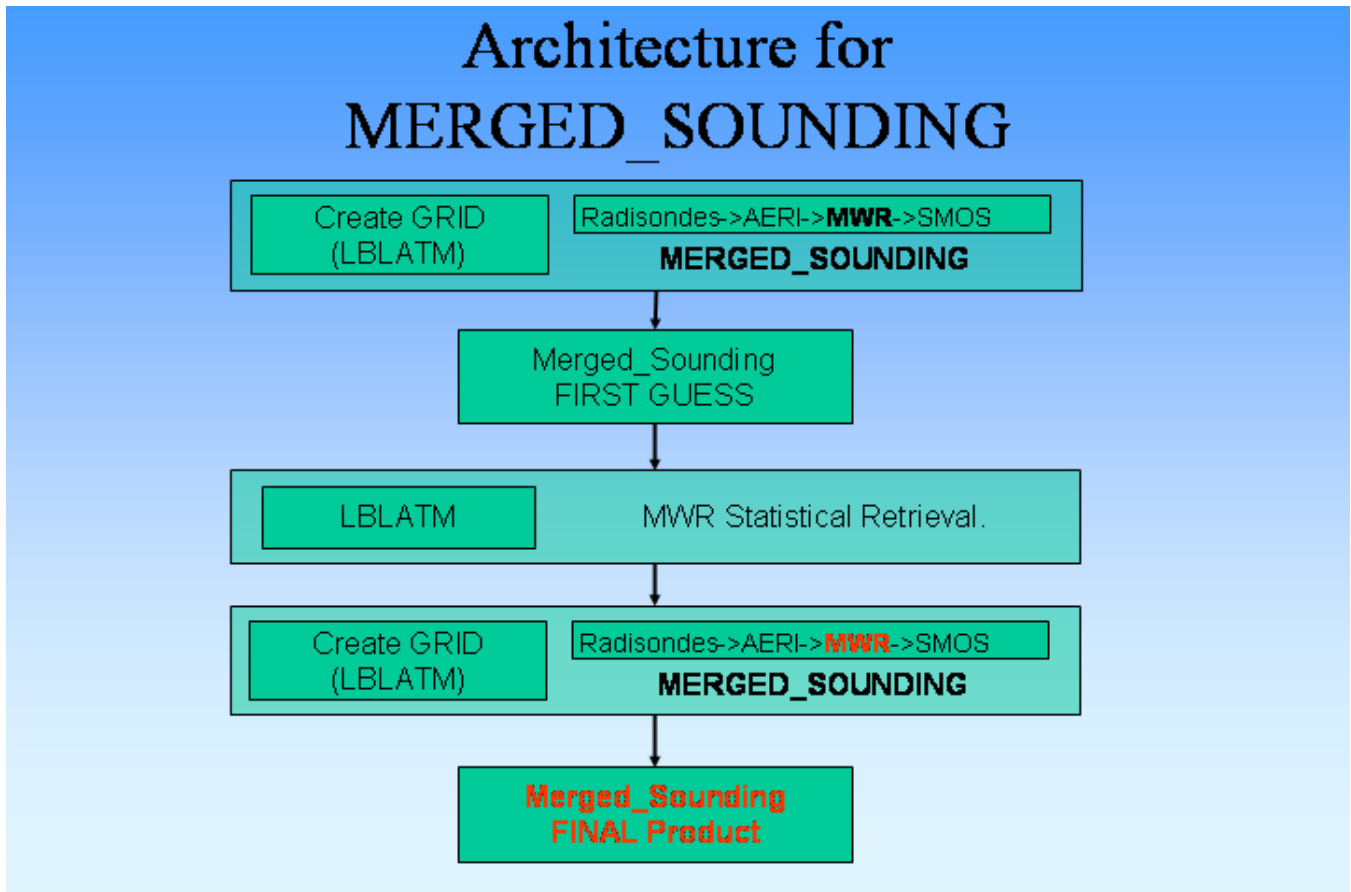 Architecture for
MERGED_SOUNDING
Create GRID
(LBLATM)
Radisondes->AERI->MWR->SMOS
MERGED_SOUNDING
Merged_Sounding
FIRST GUESS
LBLATM
MWR Statistical Retrieval.
Create GRID
(LBLATM)
Radisondes->AERI->MWR->SMOS
MERGED_SOUNDING
Merged_Sounding
FINAL Product